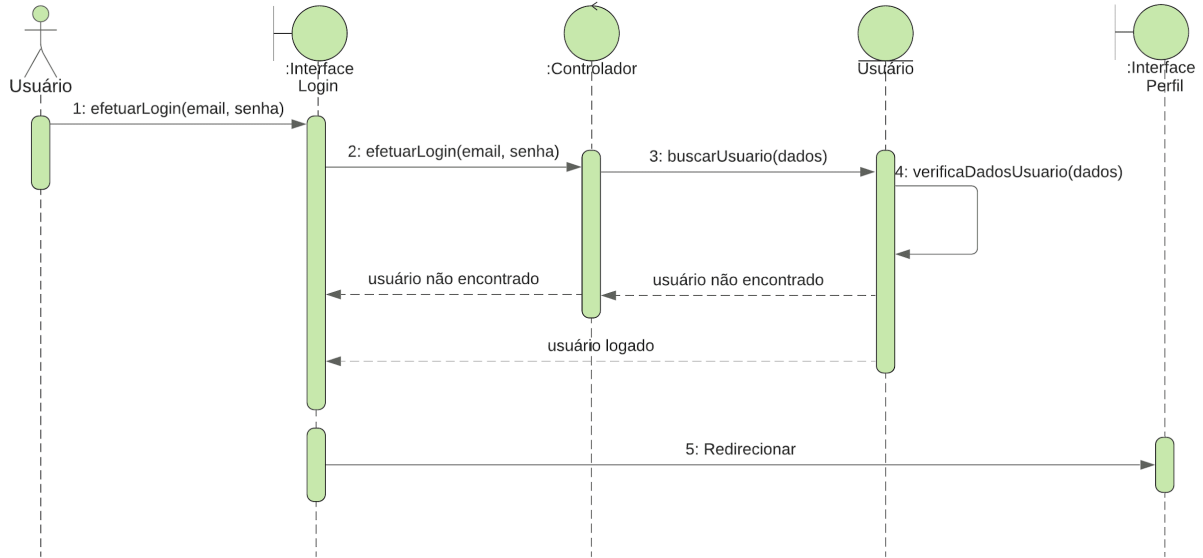 Usuário
:Interface
Login
:Controlador
Usuário
:Interface
Perfil
1: efetuarLogin(email, senha)
2: efetuarLogin(email, senha)
3: buscarUsuario(dados)
4: verificaDadosUsuario(dados)
usuário não encontrado
usuário não encontrado
usuário logado
5: Redirecionar